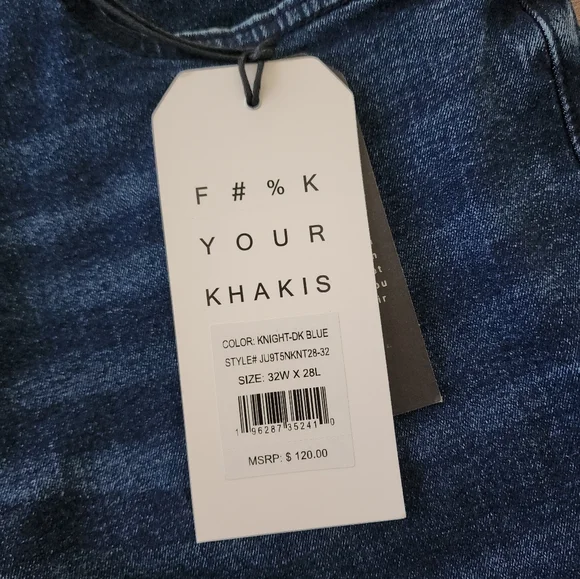 F # % K
YOUR
KHAKIS
COLOR: KNIGHT-DK BLUE
STYLE# JU9T5NKNT28-32
SIZE: 32W X 28L
1 96287 35241 0
MSRP: $ 120.00